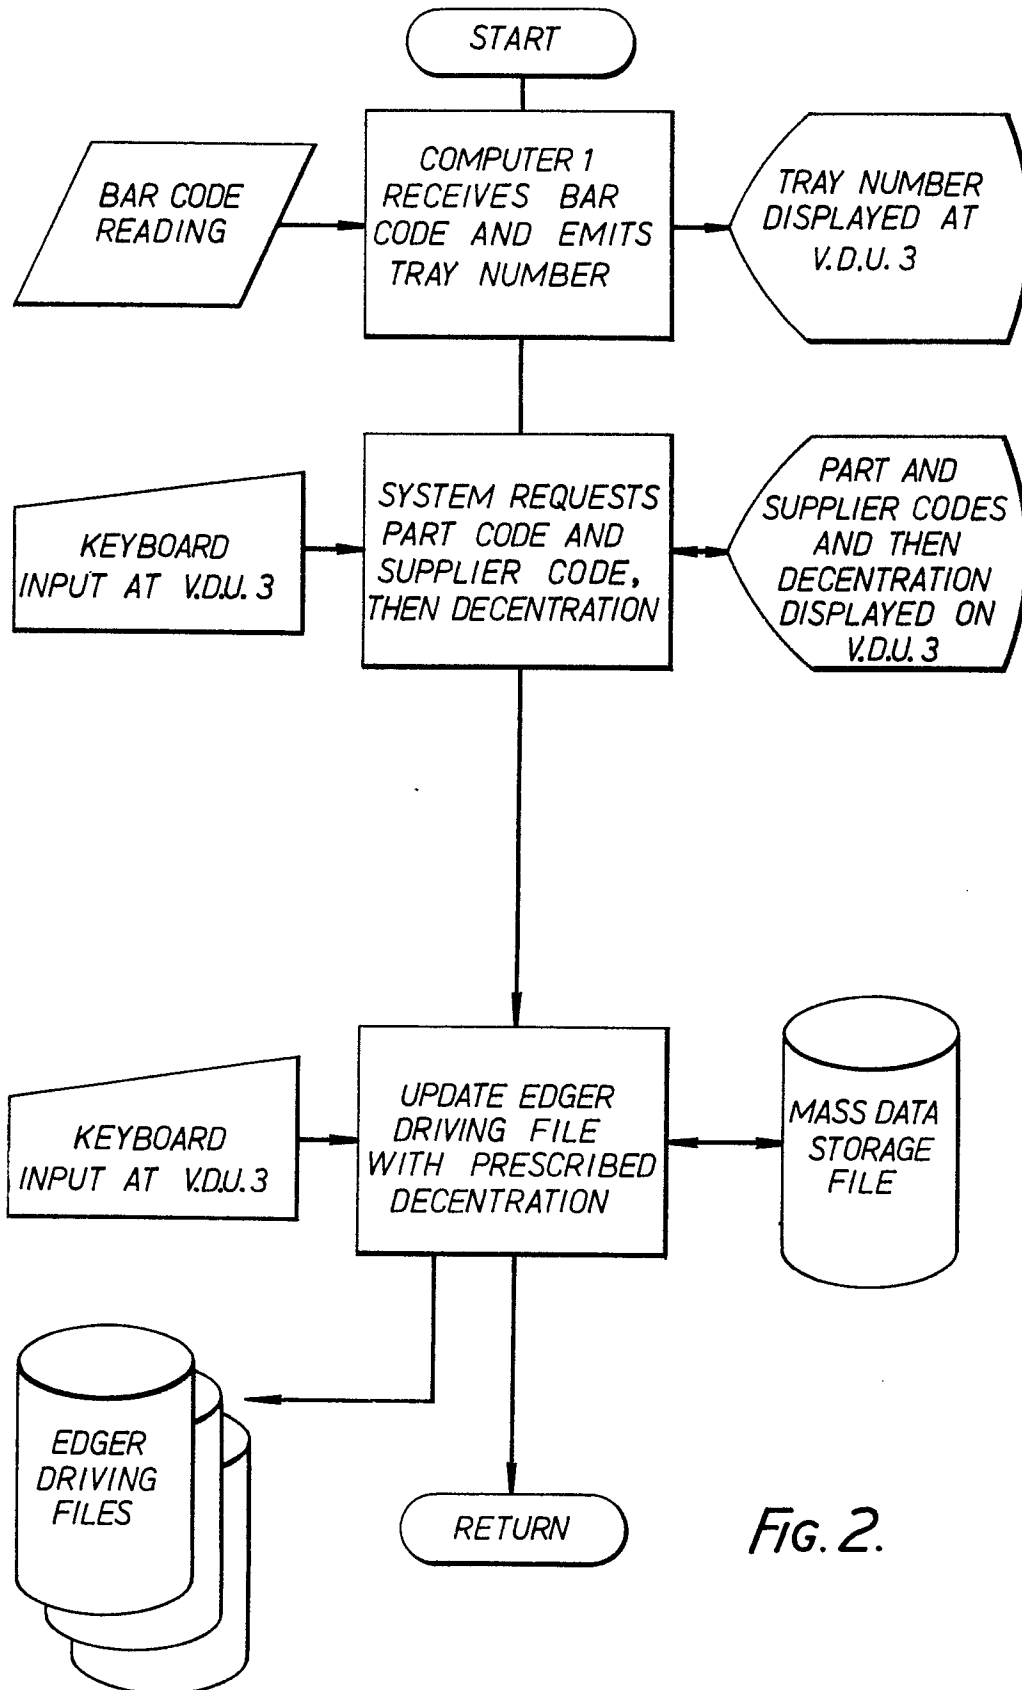 START
BAR CODE
READING
COMPUTER 1
RECEIVES BAR
CODE AND EMITS
TRAY NUMBER
TRAY NUMBER
DISPLAYED AT
V.D.U. 3
KEYBOARD
INPUT AT V.D.U. 3
SYSTEM REQUESTS
PART CODE AND
SUPPLIER CODE,
THEN DECENTRATION
PART AND
SUPPLIER CODES
AND THEN
DECENTRATION
DISPLAYED ON
V.D.U. 3
KEYBOARD
INPUT AT V.D.U. 3
UPDATE EDGER
DRIVING FILE
WITH PRESCRIBED
DECENTRATION
MASS DATA
STORAGE
FILE
EDGER
DRIVING
FILES
RETURN
FIG. 2.